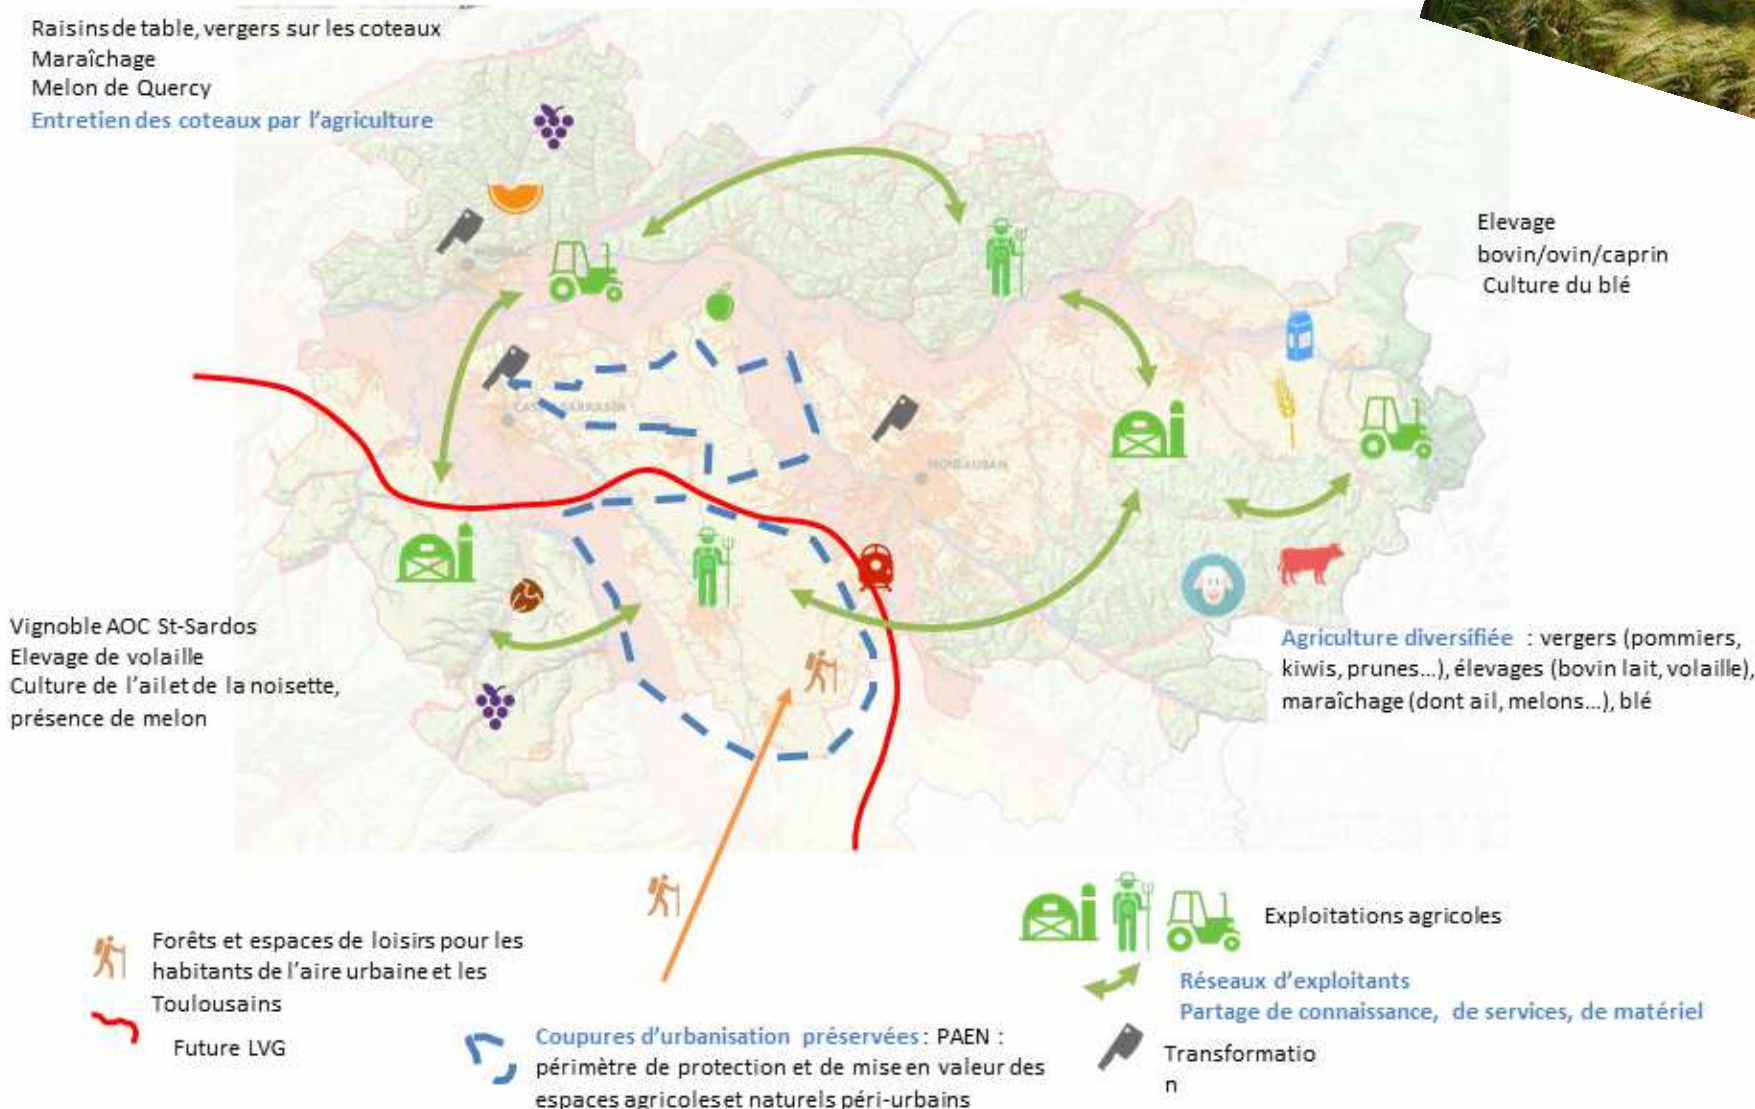 Raisins de table, vergers sur les coteaux
Maraîchage
Melon de Quercy
Entretien des coteaux par l'agriculture
Elevage
bovin/ovin/caprin
Culture du blé
MONTAUBAN
Vignoble AOC St-Sardos
Elevage de volaille
Culture de l'ail et de la noisette,
présence de melon
Agriculture diversifiée : vergers (pommiers,
kiwis, prunes...), élevages (bovin lait, volaille),
maraîchage (dont ail, melons...), blé
Forêts et espaces de loisirs pour les
habitants de l'aire urbaine et les
Toulousains
Future LVG
Coupures d'urbanisation préservées : PAEN :
périmètre de protection et de mise en valeur des
espaces agricoles et naturels péri-urbains
Exploitations agricoles
Réseaux d'exploitants
Partage de connaissance, de services, de matériel
Transformatio
n